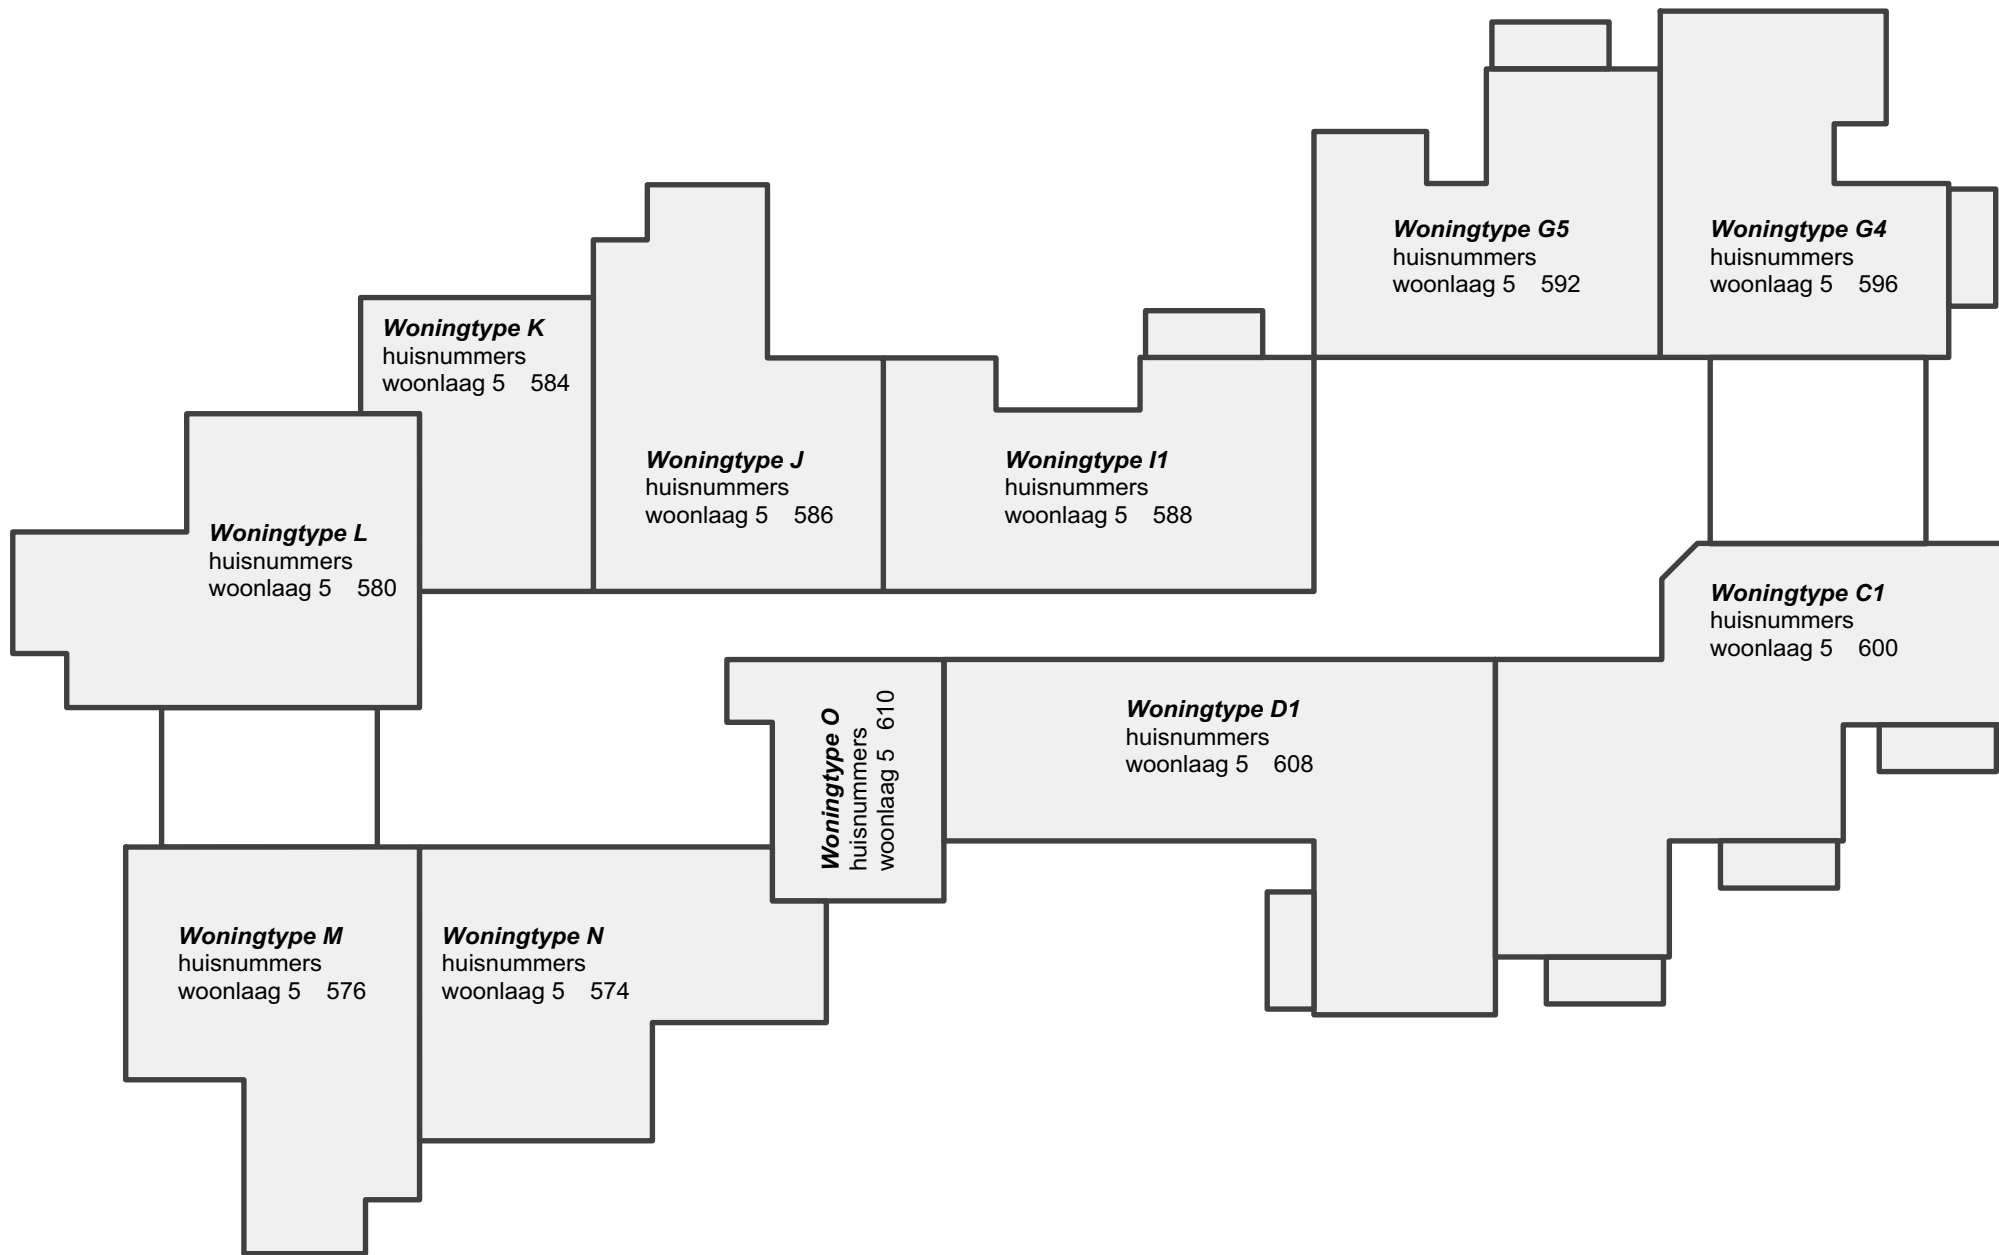 Woningtype G5
huisnummers
woonlaag 5 592
Woningtype G4
huisnummers
woonlaag 5 596
Woningtype K
huisnummers
woonlaag 5 584
Woningtype J
huisnummers
woonlaag 5 586
Woningtype I1
huisnummers
woonlaag 5 588
Woningtype L
huisnummers
woonlaag 5 580
Woningtype C1
huisnummers
woonlaag 5 600
Woningtype O
huisnummers
woonlaag 5 610
Woningtype D1
huisnummers
woonlaag 5 608
Woningtype M
huisnummers
woonlaag 5 576
Woningtype N
huisnummers
woonlaag 5 574